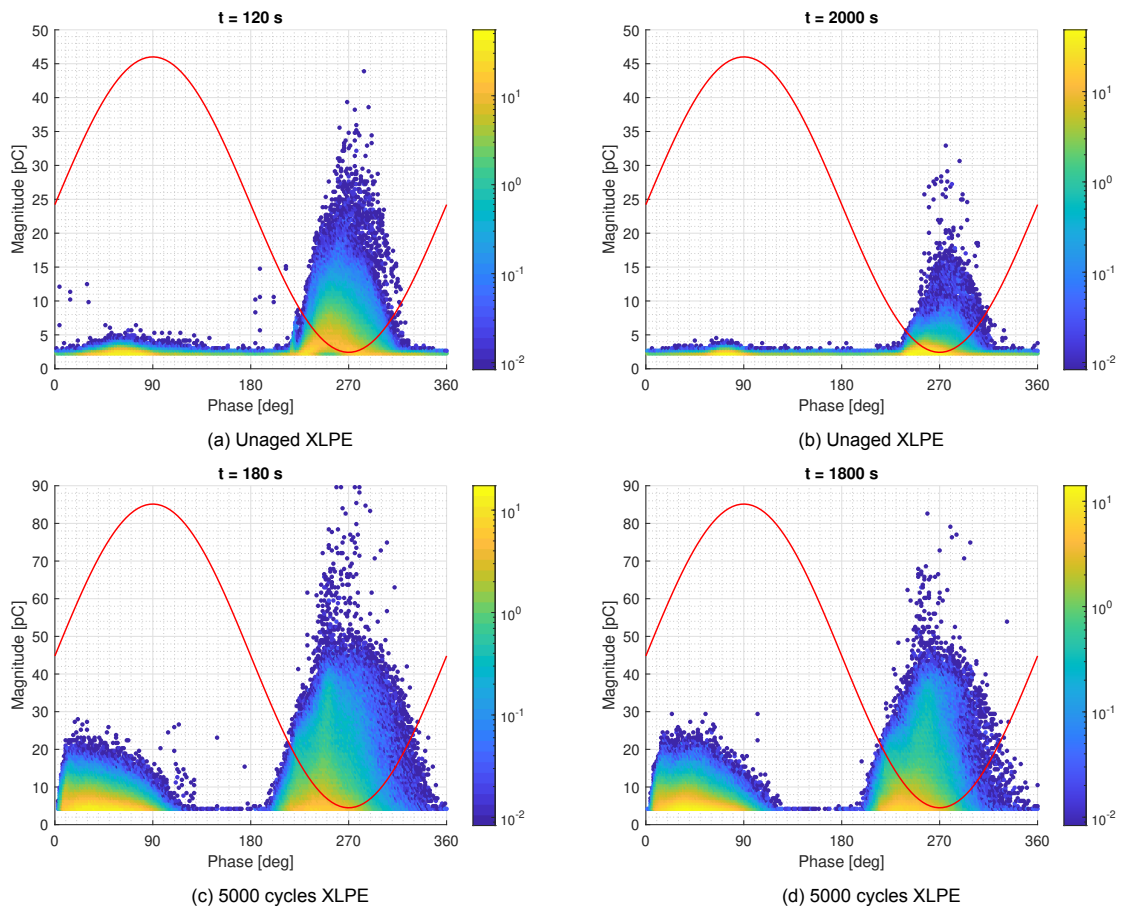 t = 120 s
50
45
40
35
30
25
20
15
10
5
0
Magnitude [pC]
0 90 180 270 360
Phase [deg]
10^1
10^0
10^-1
10^-2
(a) Unaged XLPE
t = 2000 s
50
45
40
35
30
25
20
15
10
5
0
Magnitude [pC]
0 90 180 270 360
Phase [deg]
10^1
10^0
10^-1
10^-2
(b) Unaged XLPE
t = 180 s
90
80
70
60
50
40
30
20
10
0
Magnitude [pC]
0 90 180 270 360
Phase [deg]
10^1
10^0
10^-1
10^-2
(c) 5000 cycles XLPE
t = 1800 s
90
80
70
60
50
40
30
20
10
0
Magnitude [pC]
0 90 180 270 360
Phase [deg]
10^1
10^0
10^-1
10^-2
(d) 5000 cycles XLPE